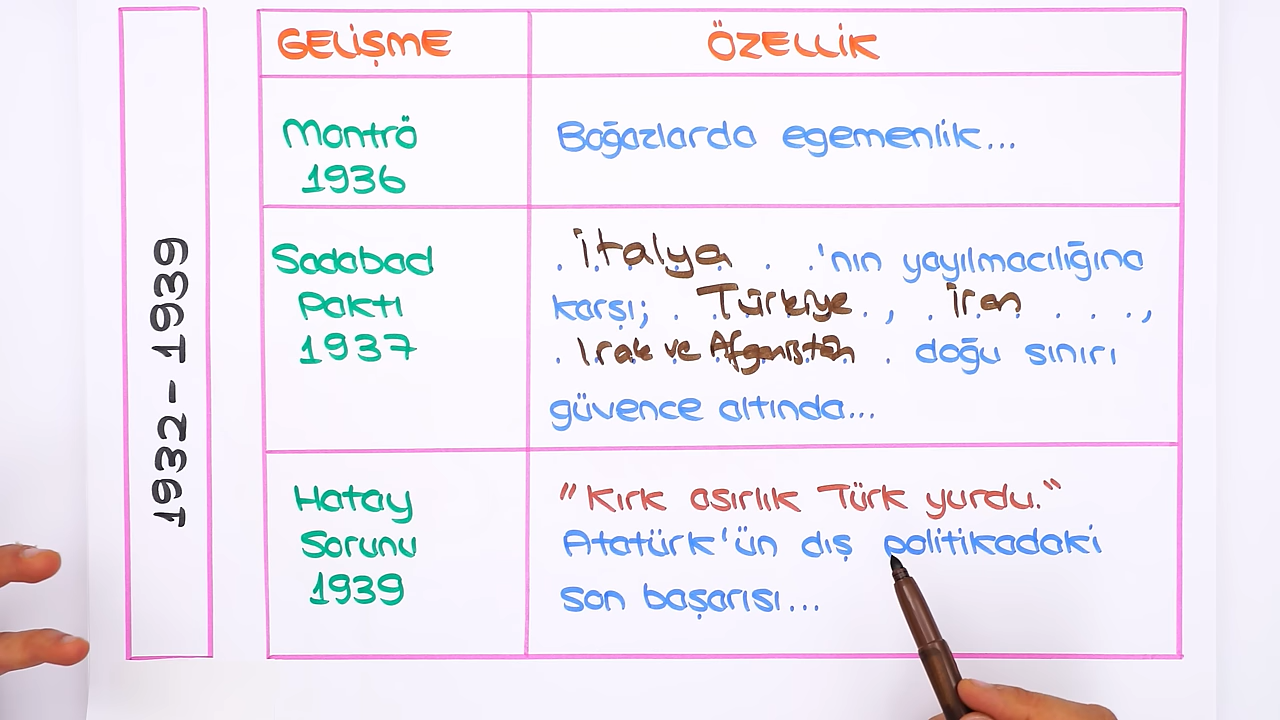 1932-1939
GELİŞME
ÖZELLİK
Montrö
1936
Boğazlarda egemenlik...
Sadabad
Paktı
1937
. İtalya . .'nın yayılmacılığına
karşı; . Türkiye . , . İran . . . ,
. Irak ve Afganistan . doğu sınırı
güvence altında...
Hatay
Sorunu
1939
"Kırk asırlık Türk yurdu."
Atatürk'ün dış politikadaki
son başarısı...